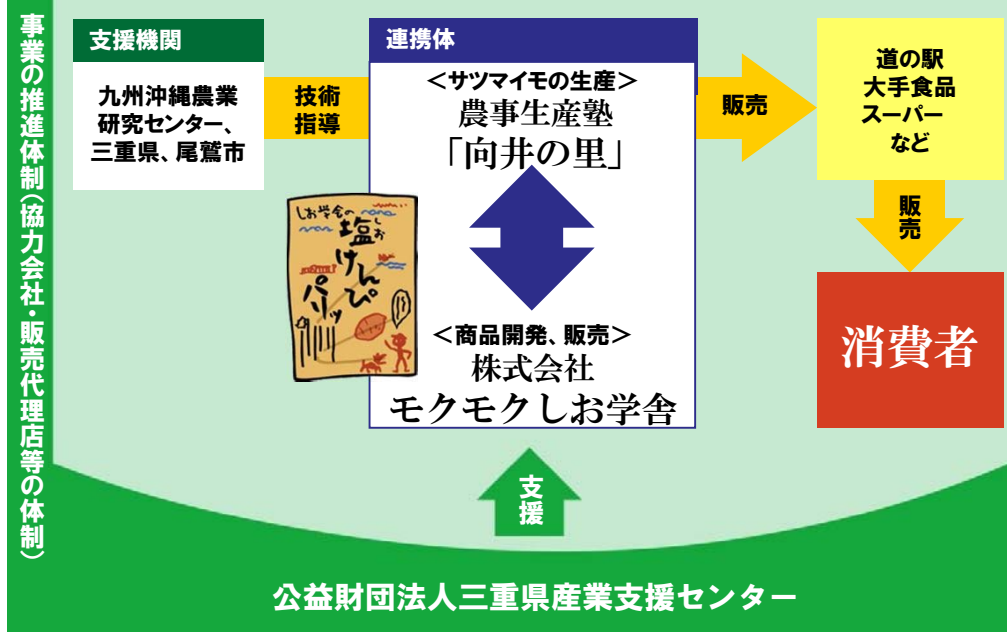 事業の推進体制(協力会社・販売代理店等の体制)
支援機関
九州沖縄農業
研究センター、
三重県、尾鷲市
技術
指導
連携体
<サツマイモの生産>
農事生産塾
「向井の里」
しお学舎の
塩しお
けんぴ
パリッ
<商品開発、販売>
株式会社
モクモクしお学舎
販売
道の駅
大手食品
スーパー
など
販売
消費者
支援
公益財団法人三重県産業支援センター